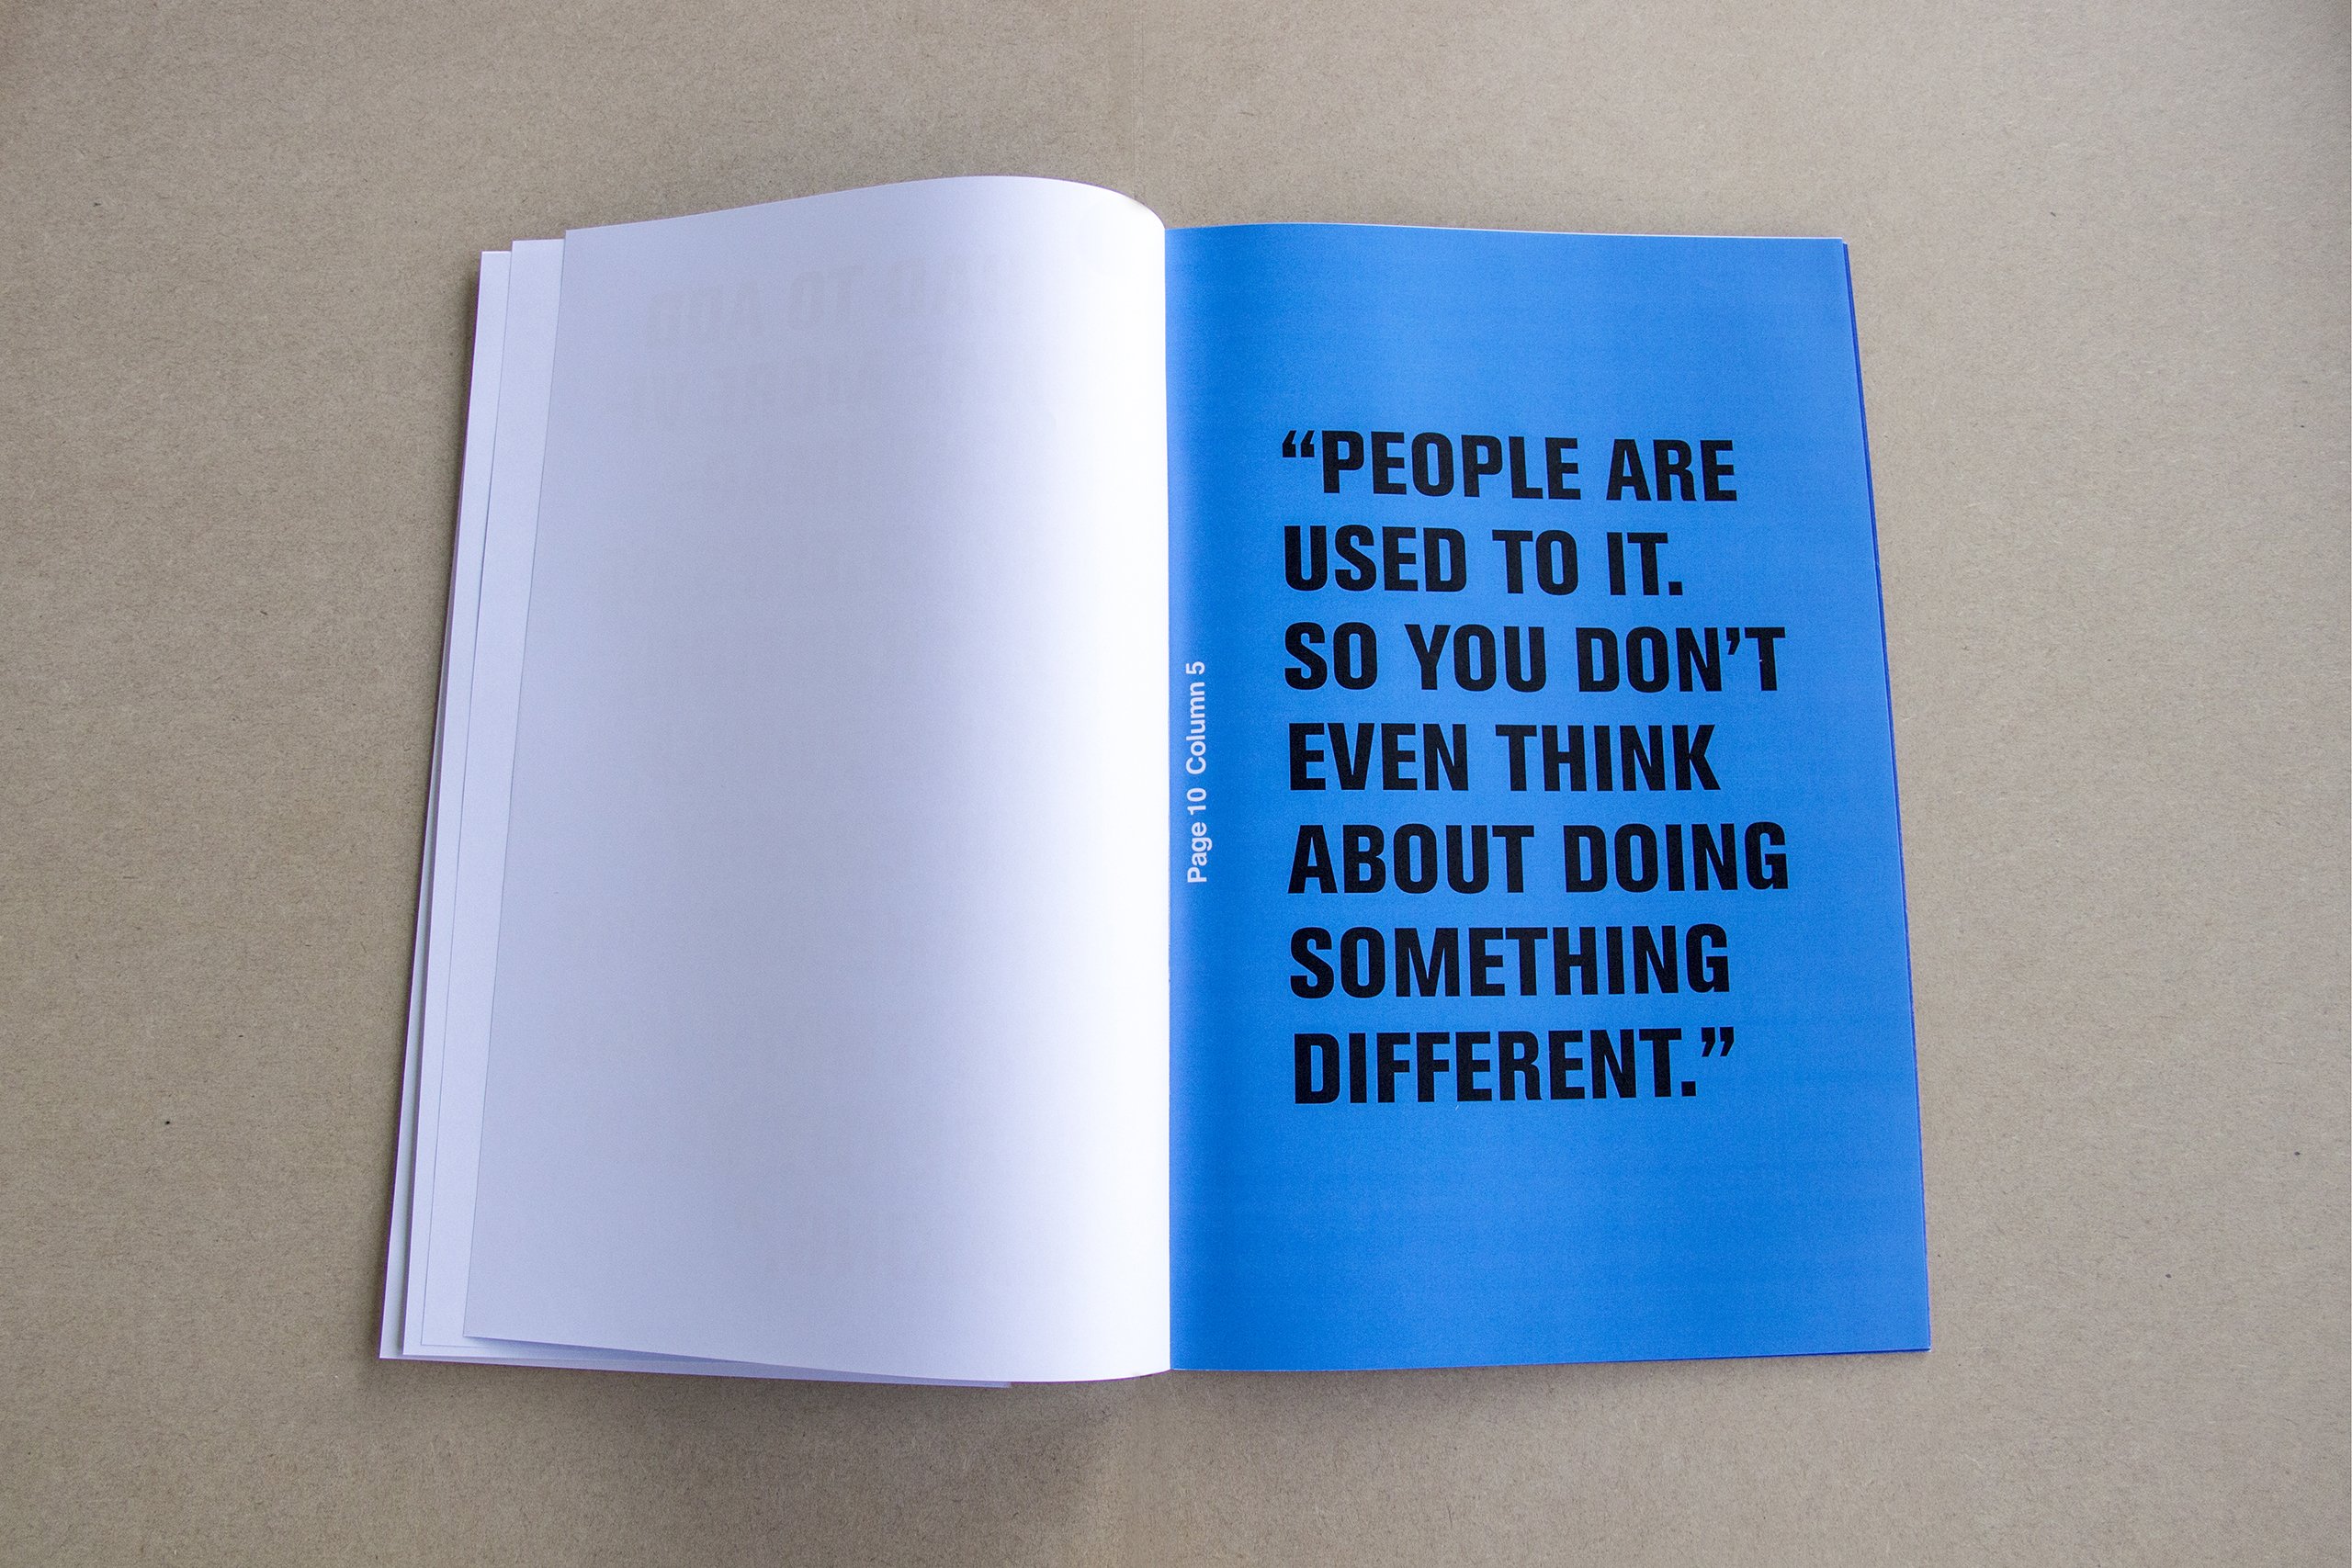 Page 10 Column 5
“PEOPLE ARE
USED TO IT.
SO YOU DON’T
EVEN THINK
ABOUT DOING
SOMETHING
DIFFERENT.”